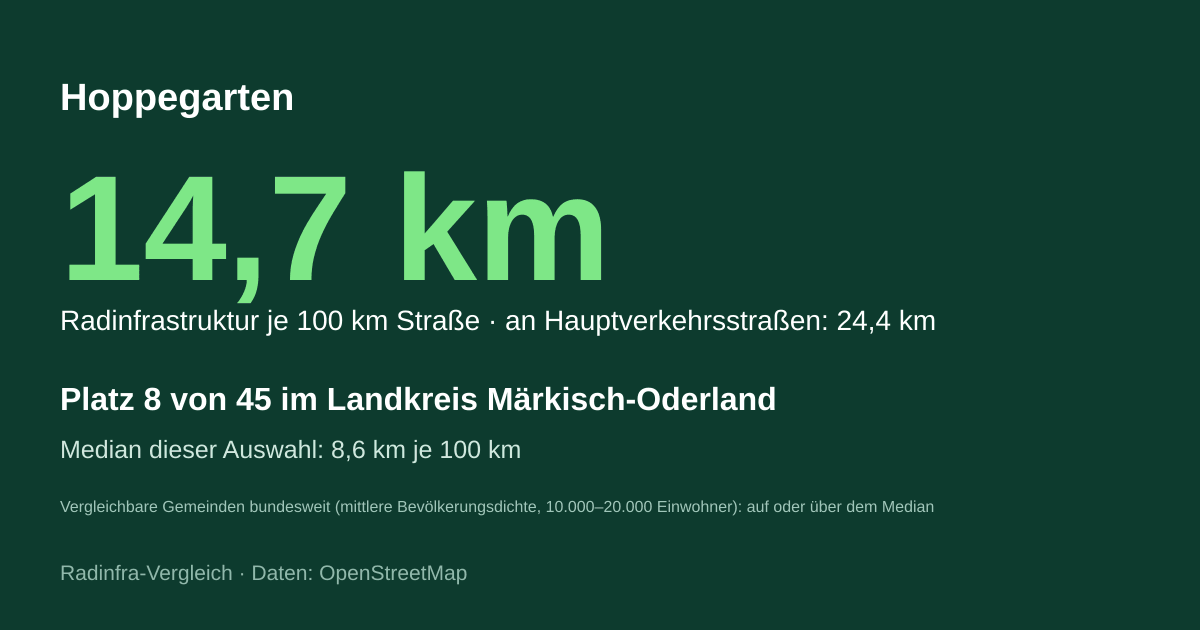 Hoppegarten
14,7 km
Radinfrastruktur je 100 km Straße · an Hauptverkehrsstraßen: 24,4 km
Platz 8 von 45 im Landkreis Märkisch-Oderland
Median dieser Auswahl: 8,6 km je 100 km
Vergleichbare Gemeinden bundesweit (mittlere Bevölkerungsdichte, 10.000–20.000 Einwohner): auf oder über dem Median
Radinfra-Vergleich · Daten: OpenStreetMap